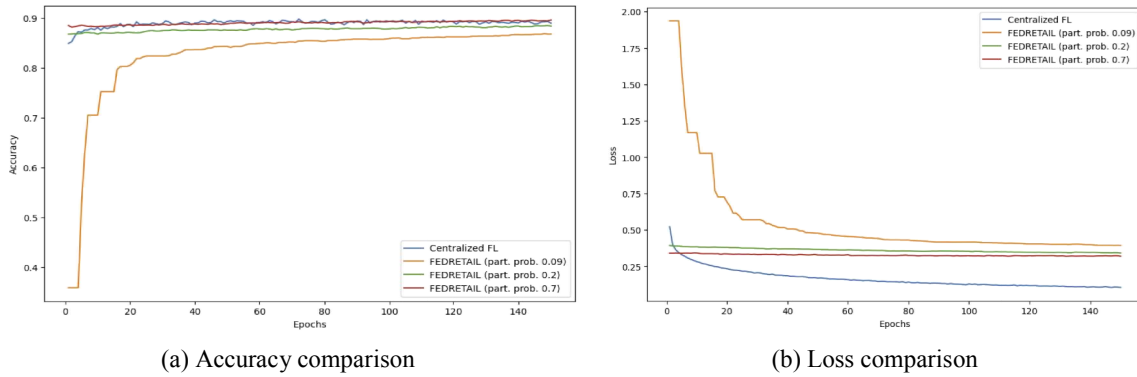 0.9
0.8
0.7
0.6
0.5
0.4
Accuracy
0 20 40 60 80 100 120 140
Epochs
Centralized FL
FEDRETAIL (part. prob. 0.09)
FEDRETAIL (part. prob. 0.2)
FEDRETAIL (part. prob. 0.7)
(a) Accuracy comparison
2.00
1.75
1.50
1.25
1.00
0.75
0.50
0.25
Loss
0 20 40 60 80 100 120 140
Epochs
Centralized FL
FEDRETAIL (part. prob. 0.09)
FEDRETAIL (part. prob. 0.2)
FEDRETAIL (part. prob. 0.7)
(b) Loss comparison